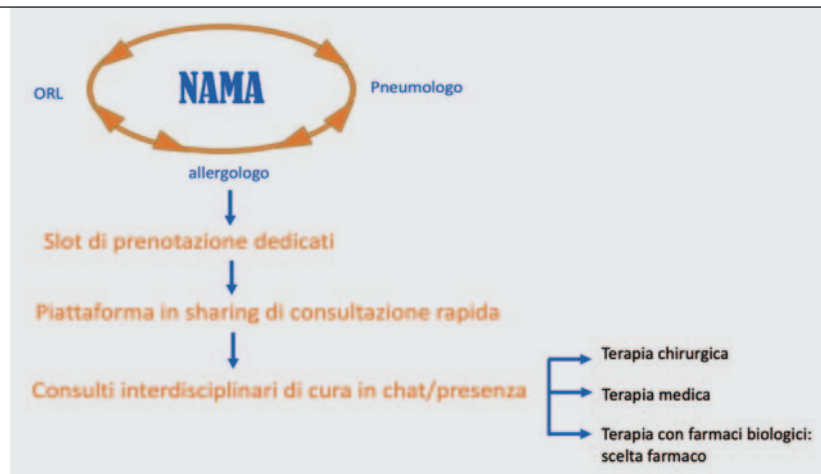 NAMA
ORL
Pneumologo
allergologo
Slot di prenotazione dedicati
Piattaforma in sharing di consultazione rapida
Consulti interdisciplinari di cura in chat/presenza
Terapia chirurgica
Terapia medica
Terapia con farmaci biologici:
scelta farmaco